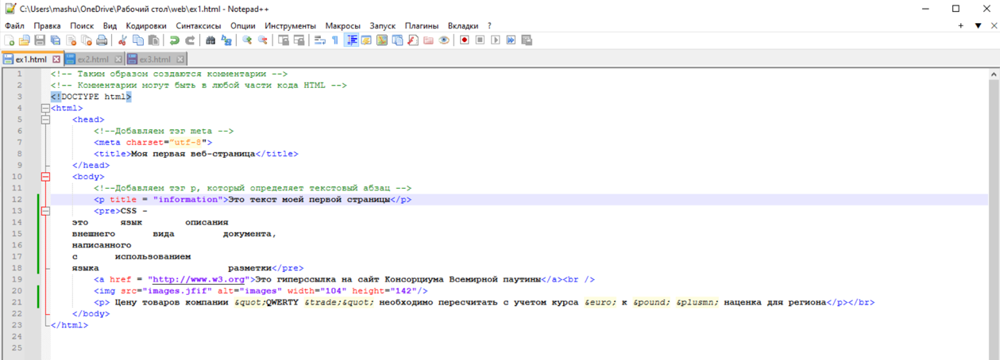 C:\Users\mashu\OneDrive\Рабочий стол\web\ex1.html - Notepad++
Файл Правка Поиск Вид Кодировки Синтаксисы Опции Инструменты Макросы Запуск Плагины Вкладки ?
ex1.html ex2.html ex3.html
1 <!-- Таким образом создаются комментарии -->
2 <!-- Комментарии могут быть в любой части кода HTML -->
3 <!DOCTYPE html>
4 <html>
5 <head>
6 <!--Добавляем тэг meta -->
7 <meta charset="utf-8">
8 <title>Моя первая веб-страница</title>
9 </head>
10 <body>
11 <!--Добавляем тэг p, который определяет текстовый абзац -->
12 <p title = "information">Это текст моей первой страницы</p>
13 <pre>CSS -
14 это язык описания
15 внешнего вида документа,
16 написанного
17 с использованием
18 языка разметки</pre>
19 <a href = "http://www.w3.org">Это гиперссылка на сайт Консорциума Всемирной паутины</a><br />
20 <img src="images.jfif" alt="images" width="104" height="142"/>
21 <p> Цену товаров компании &quot;QWERTY &trade;&quot; необходимо пересчитать с учетом курса &euro; к &pound; &plusmn; наценка для региона</p></br>
22 </body>
23 </html>
24
25